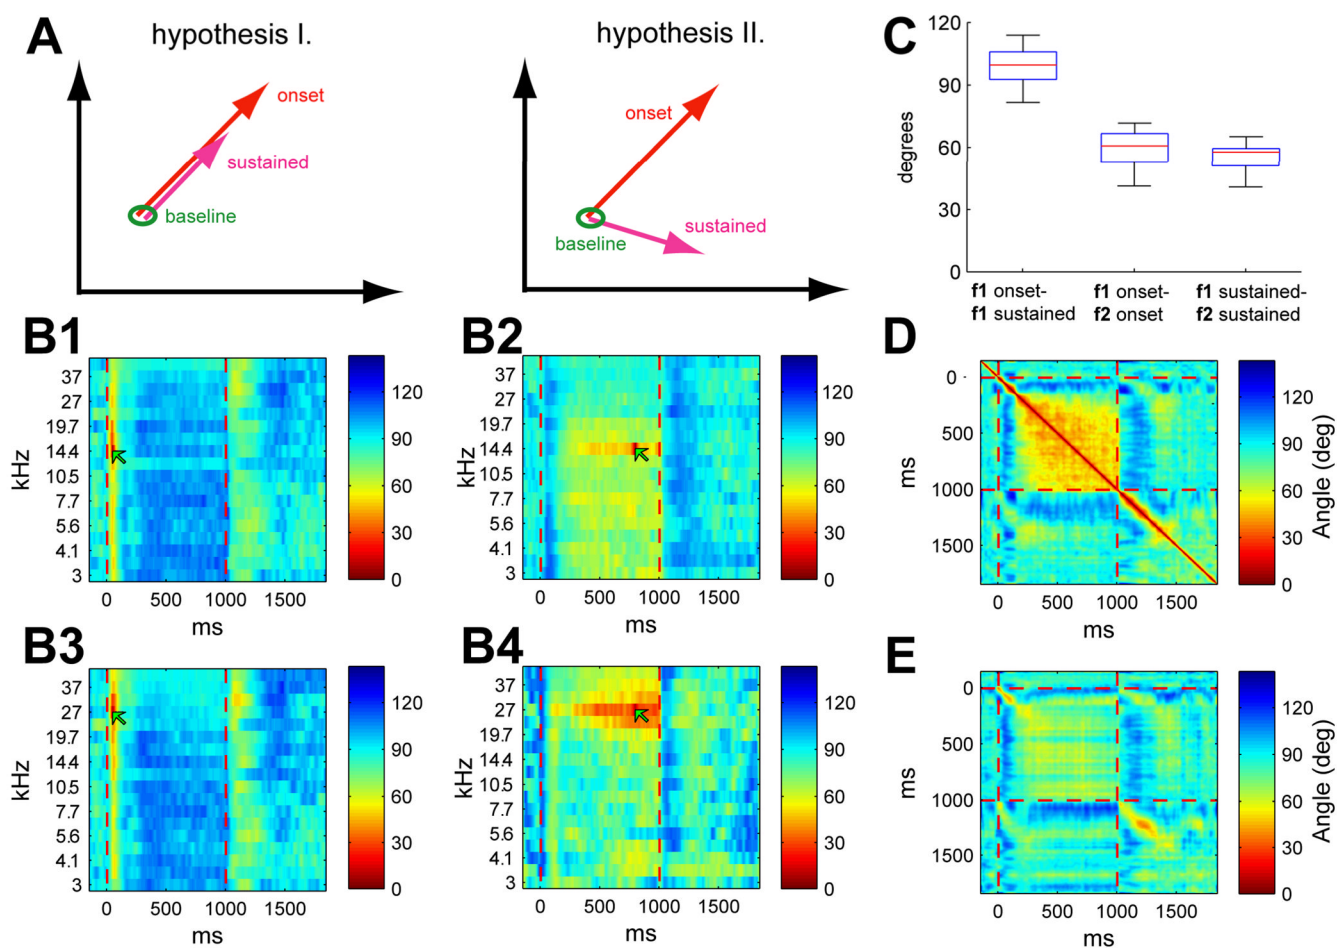 A
hypothesis I.
onset
sustained
baseline
hypothesis II.
onset
sustained
baseline
C
120
90
60
30
0
degrees
f1 onset-
f1 sustained
f1 onset-
f2 onset
f1 sustained-
f2 sustained
B1
37
27
19.7
14.4
10.5
7.7
5.6
4.1
3
kHz
0 500 1000 1500
ms
120
90
60
30
0
B2
37
27
19.7
14.4
10.5
7.7
5.6
4.1
3
kHz
0 500 1000 1500
ms
120
90
60
30
0
D
0
500
1000
1500
ms
0 500 1000 1500
ms
120
90
60
30
0
Angle (deg)
B3
37
27
19.7
14.4
10.5
7.7
5.6
4.1
3
kHz
0 500 1000 1500
ms
120
90
60
30
0
B4
37
27
19.7
14.4
10.5
7.7
5.6
4.1
3
kHz
0 500 1000 1500
ms
120
90
60
30
0
E
0
500
1000
1500
ms
0 500 1000 1500
ms
120
90
60
30
0
Angle (deg)